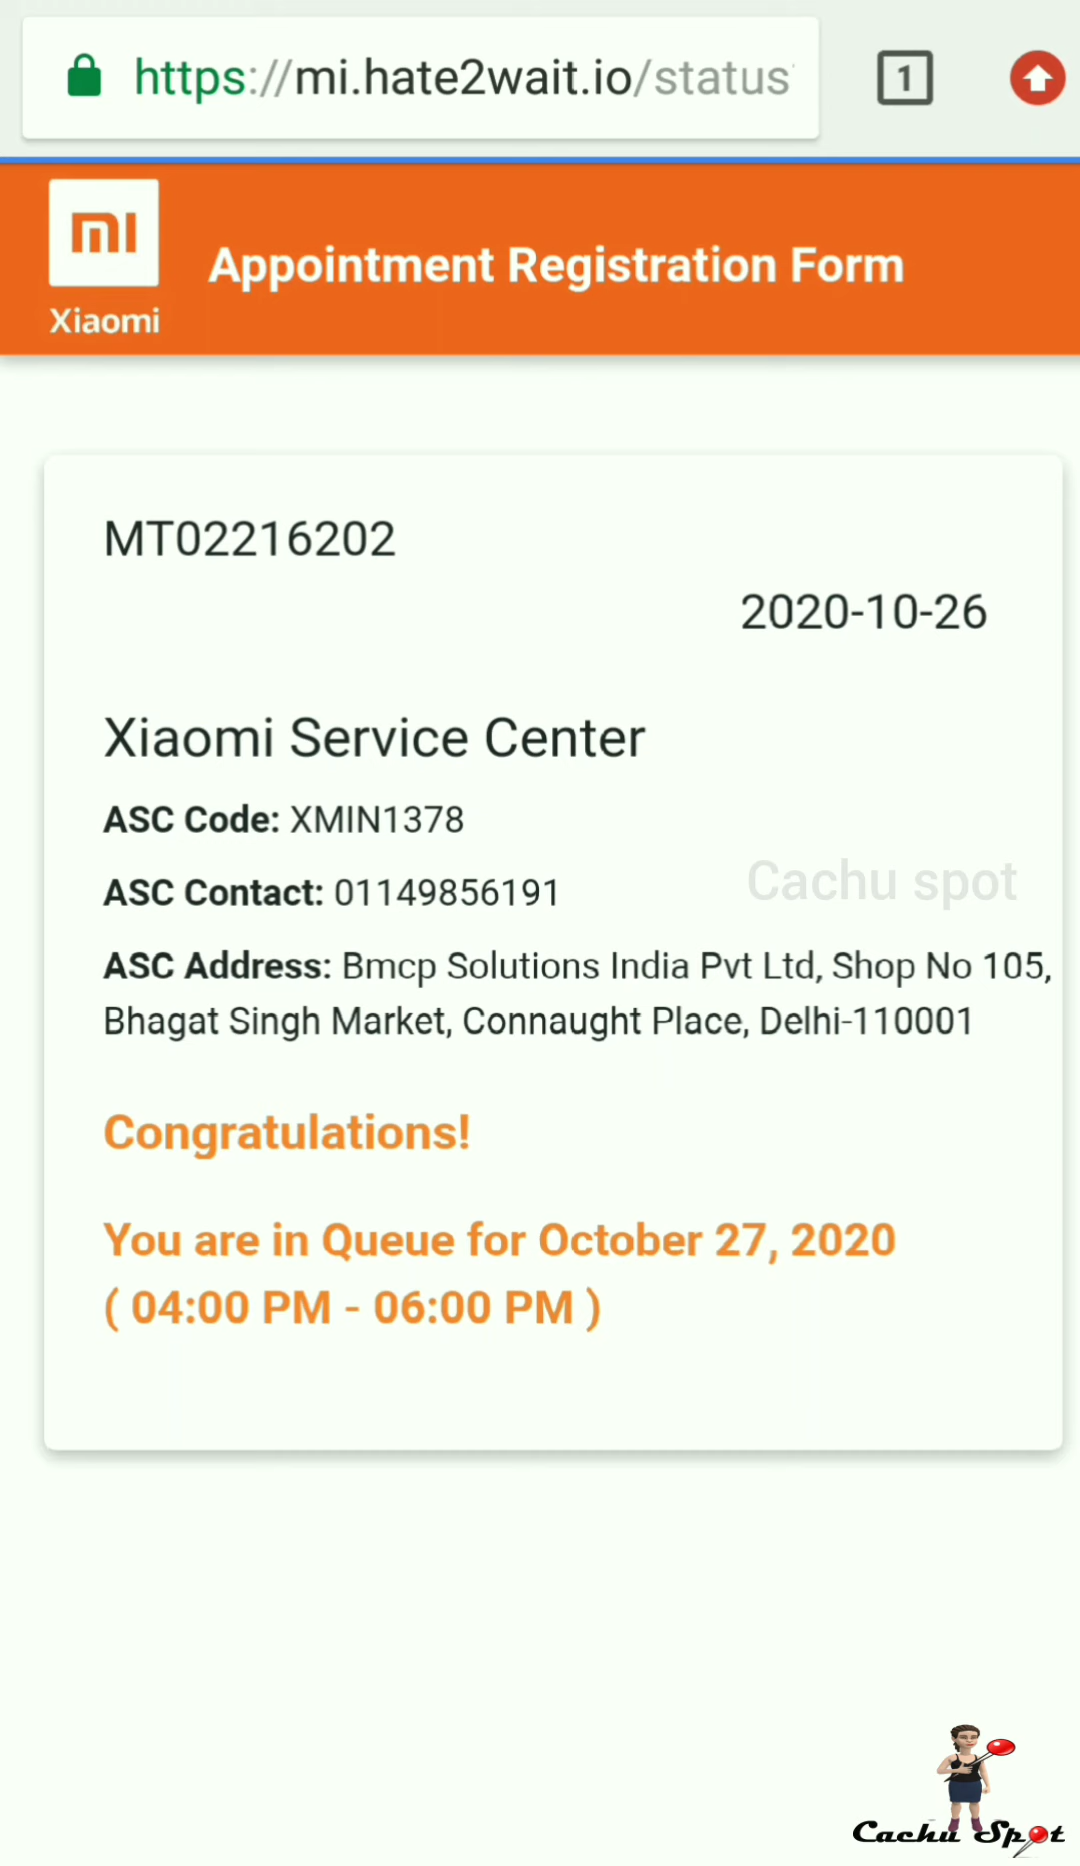 https://mi.hate2wait.io/status
1
mi
Xiaomi
Appointment Registration Form
MT02216202
2020-10-26
Xiaomi Service Center
ASC Code: XMIN1378
ASC Contact: 01149856191
Cachu spot
ASC Address: Bmcp Solutions India Pvt Ltd, Shop No 105,
Bhagat Singh Market, Connaught Place, Delhi-110001
Congratulations!
You are in Queue for October 27, 2020
( 04:00 PM - 06:00 PM )
Cachu Spot